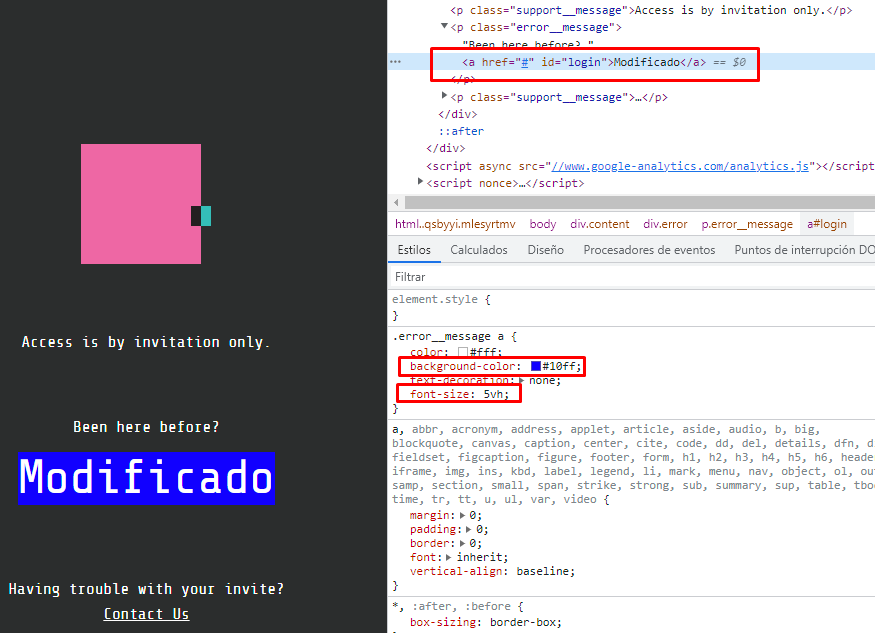 Access is by invitation only.
Been here before?
Modificado
Having trouble with your invite?
Contact Us
<p class="support__message">Access is by invitation only.</p>
<p class="error__message">
"Been here before? "
<a href="#" id="login">Modificado</a> == $0
</p>
<p class="support__message">…</p>
</div>
::after
</div>
<script async src="//www.google-analytics.com/analytics.js"></script
<script nonce>…</script>
html..qsbyyi.mlesyrtmv body div.content div.error p.error__message a#login
Estilos Calculados Diseño Procesadores de eventos Puntos de interrupción DO
Filtrar
element.style {
}
.error__message a {
color: #fff;
background-color: #10ff;
text-decoration: none;
font-size: 5vh;
}
a, abbr, acronym, address, applet, article, aside, audio, b, big,
blockquote, canvas, caption, center, cite, code, dd, del, details, dfn, d
fieldset, figcaption, figure, footer, form, h1, h2, h3, h4, h5, h6, heade
iframe, img, ins, kbd, label, legend, li, mark, menu, nav, object, ol, ou
samp, section, small, span, strike, strong, sub, summary, sup, table, tbo
time, tr, tt, u, ul, var, video {
margin: 0;
padding: 0;
border: 0;
font: inherit;
vertical-align: baseline;
}
*, :after, :before {
box-sizing: border-box;